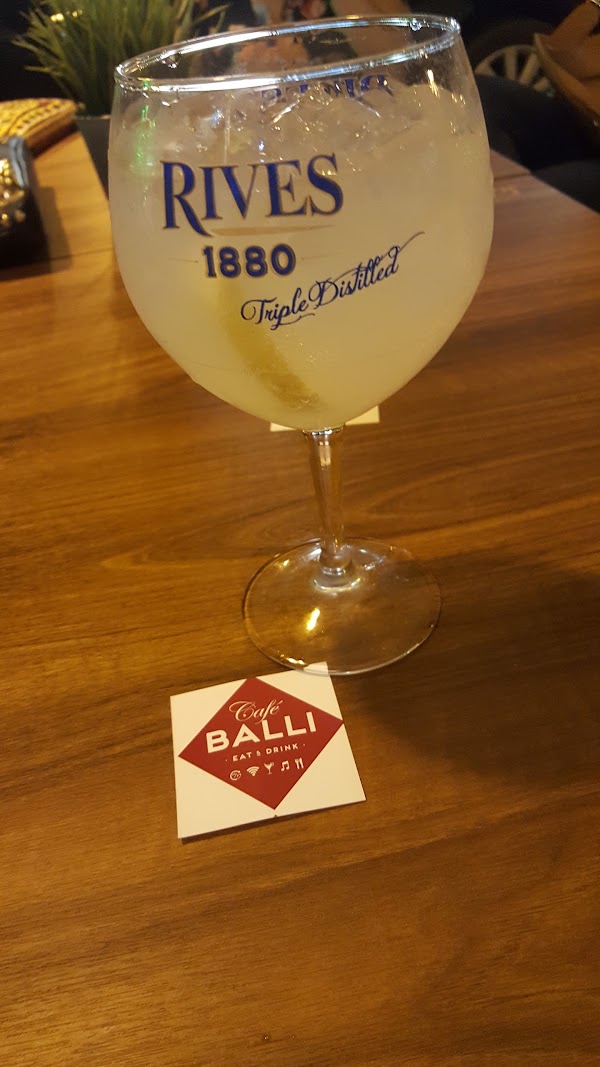 RIVES
1880
Triple Distilled
Café
BALLI
· EAT & DRINK ·